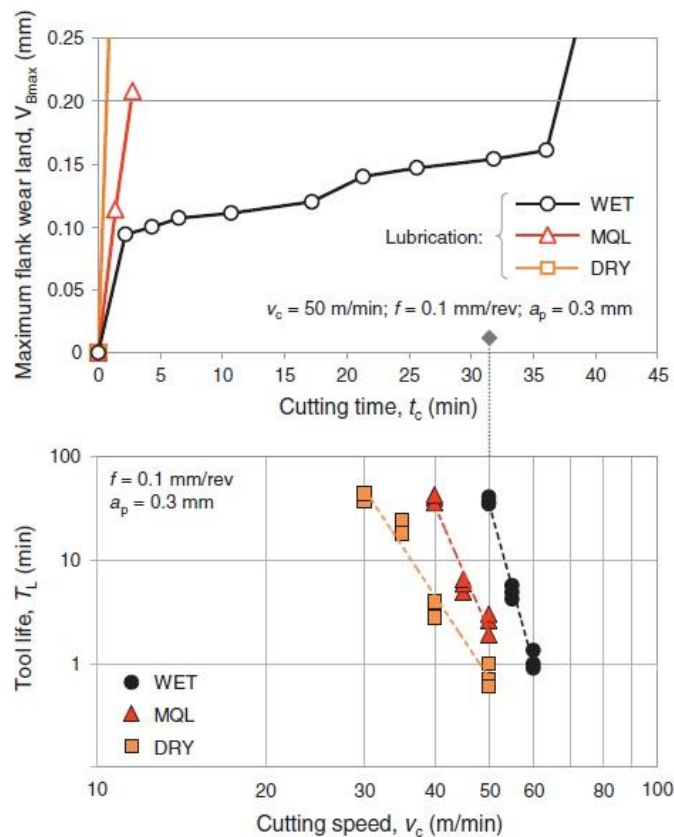 Maximum flank wear land, VBmax (mm)
0.25
0.20
0.15
0.10
0.05
0
0 5 10 15 20 25 30 35 40 45
Cutting time, tc (min)
Lubrication:
WET
MQL
DRY
vc = 50 m/min; f = 0.1 mm/rev; ap = 0.3 mm
Tool life, TL (min)
100
10
1
f = 0.1 mm/rev
ap = 0.3 mm
WET
MQL
DRY
10 20 30 40 50 60 80 100
Cutting speed, vc (m/min)